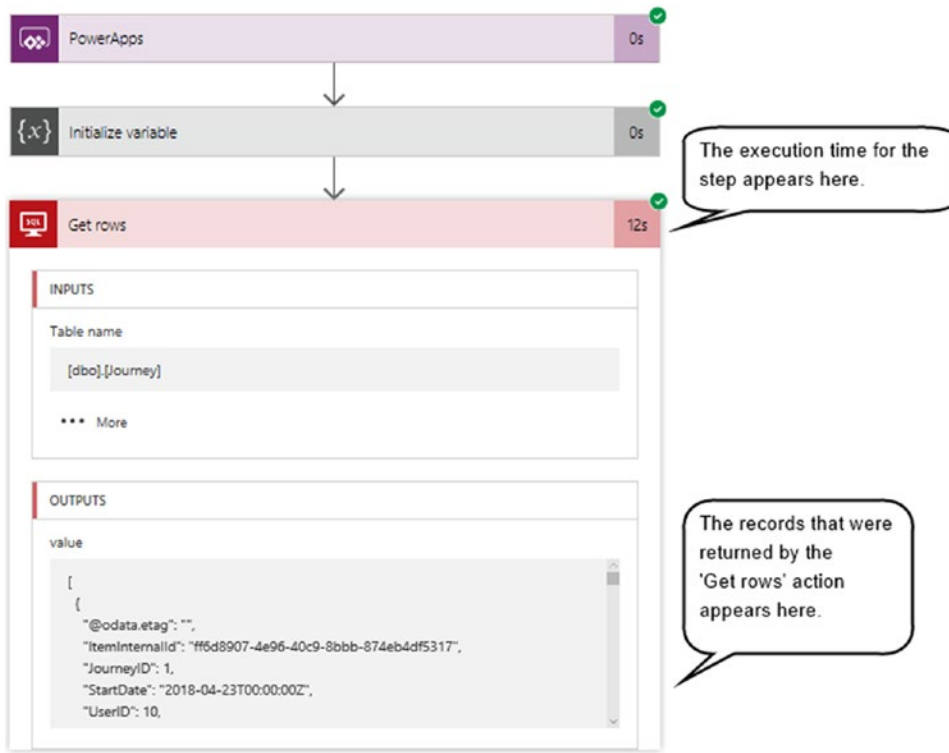 PowerApps
0s
{x}
Initialize variable
0s
The execution time for the
step appears here.
SQL
Get rows
12s
INPUTS
Table name
[dbo].[Journey]
••• More
OUTPUTS
value
[
{
"@odata.etag": "",
"ItemInternalId": "ff6d8907-4e96-40c9-8bbb-874eb4df5317",
"JourneyID": 1,
"StartDate": "2018-04-23T00:00:00Z",
"UserID": 10,
The records that were
returned by the
'Get rows' action
appears here.